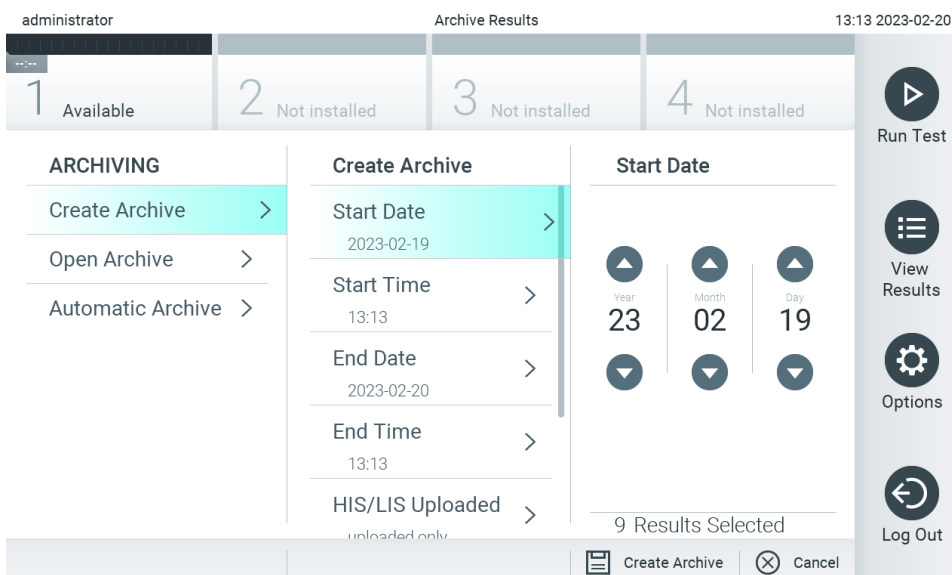 administrator
Archive Results
13:13 2023-02-20
--:--
1 Available
2 Not installed
3 Not installed
4 Not installed
Run Test
View
Results
Options
Log Out
ARCHIVING
Create Archive
Open Archive
Automatic Archive
Create Archive
Start Date
2023-02-19
Start Time
13:13
End Date
2023-02-20
End Time
13:13
HIS/LIS Uploaded
uploaded only
Start Date
Year
23
Month
02
Day
19
9 Results Selected
Create Archive
Cancel